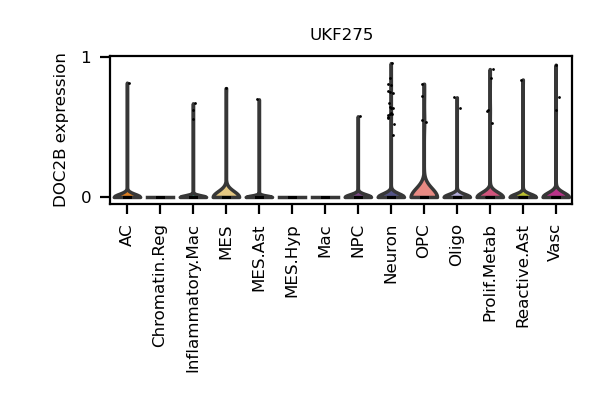 UKF275
DOC2B expression
1
0
AC
Chromatin.Reg
Inflammatory.Mac
MES
MES.Ast
MES.Hyp
Mac
NPC
Neuron
OPC
Oligo
Prolif.Metab
Reactive.Ast
Vasc